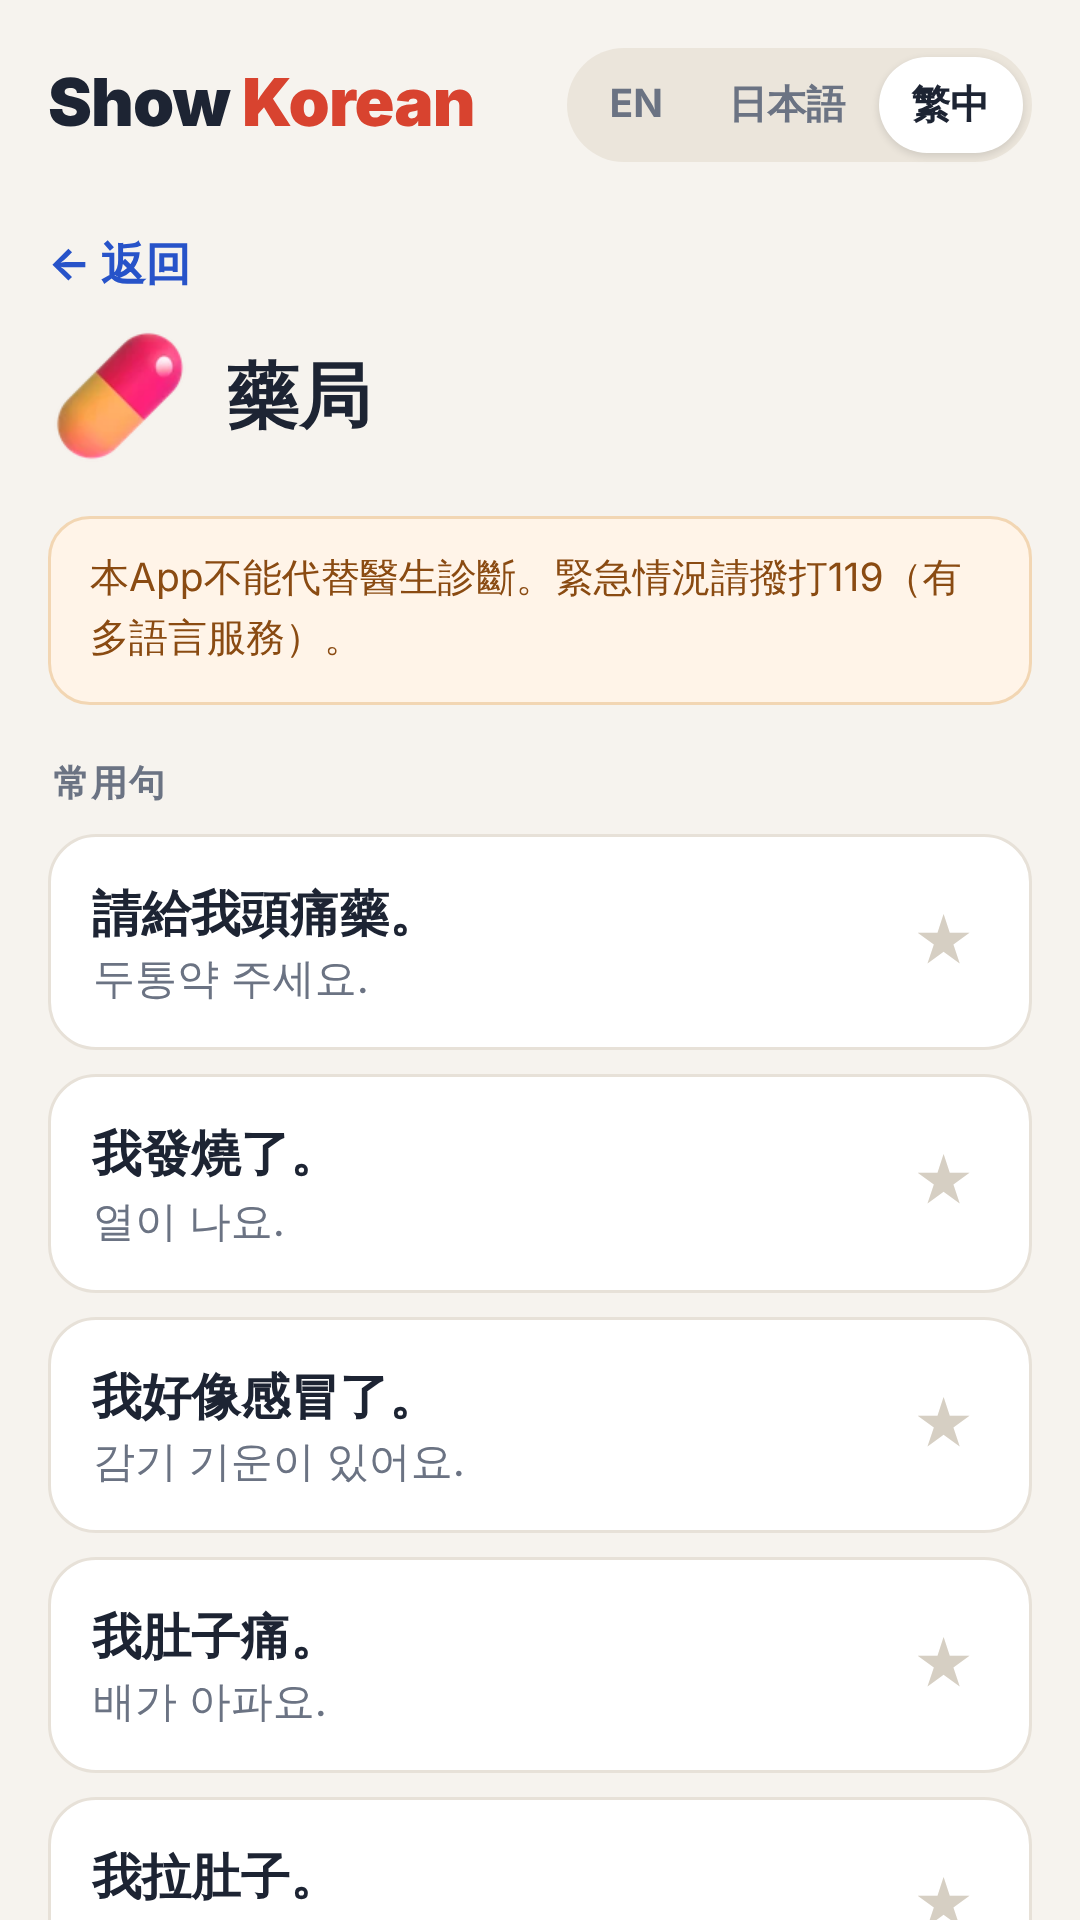 Show Korean
EN 日本語 繁中
← 返回
藥局
本App不能代替醫生診斷。緊急情況請撥打119（有
多語言服務）。
常用句
請給我頭痛藥。
두통약 주세요.
我發燒了。
열이 나요.
我好像感冒了。
감기 기운이 있어요.
我肚子痛。
배가 아파요.
我拉肚子。